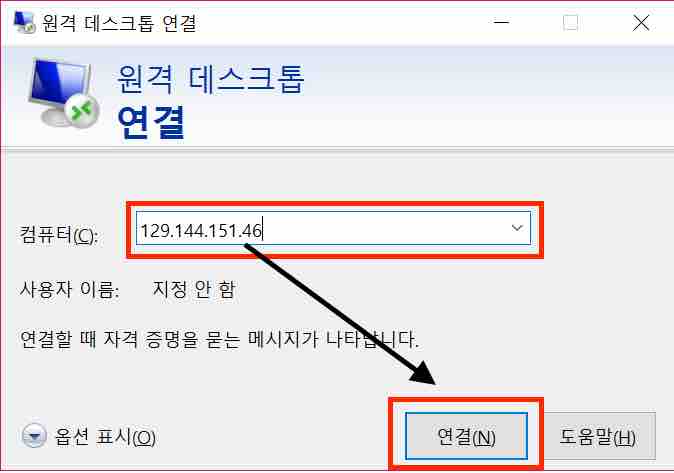 원격 데스크톱 연결
원격 데스크톱
연결
컴퓨터(C): 129.144.151.46
사용자 이름: 지정 안 함
연결할 때 자격 증명을 묻는 메시지가 나타납니다.
옵션 표시(O) 연결(N) 도움말(H)